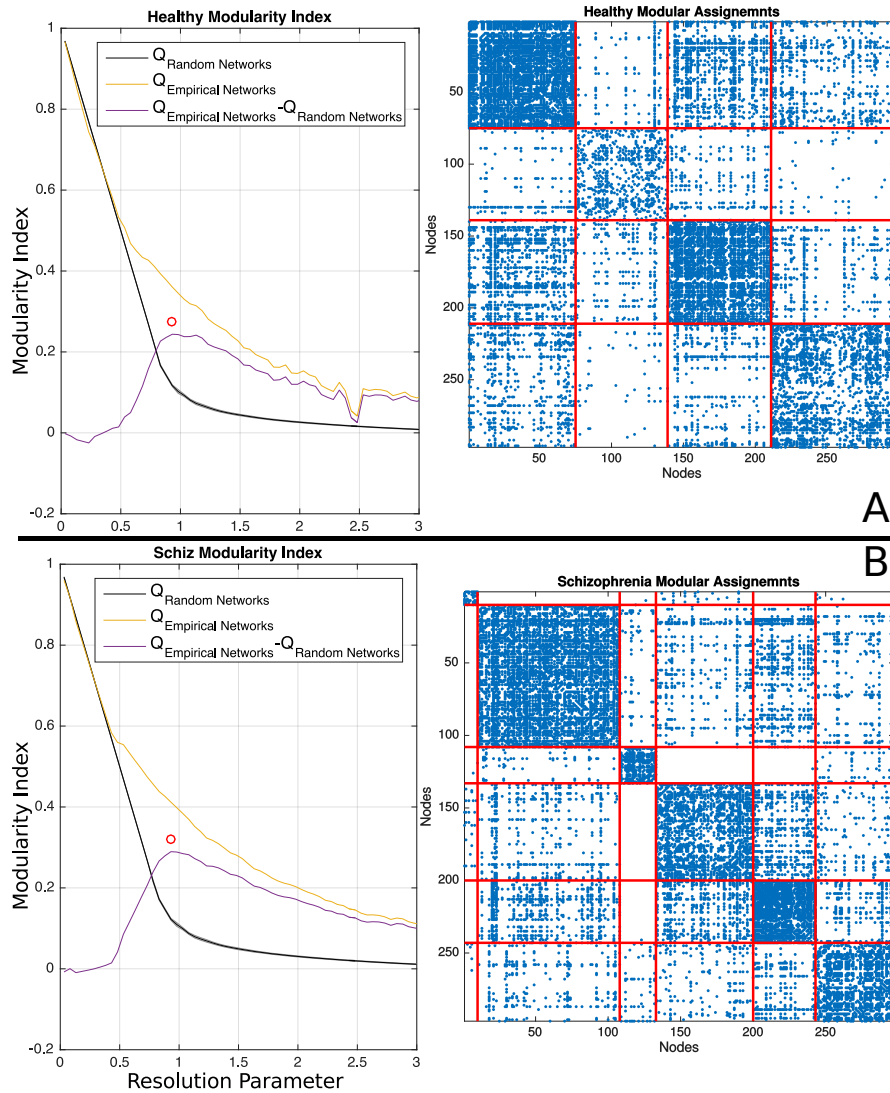 Healthy Modularity Index
Q Random Networks
Q Empirical Networks
Q Empirical Networks -Q Random Networks
Modularity Index
1
0.8
0.6
0.4
0.2
0
-0.2
0 0.5 1 1.5 2 2.5 3
Healthy Modular Assignemnts
Nodes
50
100
150
200
250
50 100 150 200 250
Nodes
A
Schiz Modularity Index
Q Random Networks
Q Empirical Networks
Q Empirical Networks -Q Random Networks
Modularity Index
1
0.8
0.6
0.4
0.2
0
-0.2
0 0.5 1 1.5 2 2.5 3
Resolution Parameter
B
Schizophrenia Modular Assignemnts
Nodes
50
100
150
200
250
50 100 150 200 250
Nodes